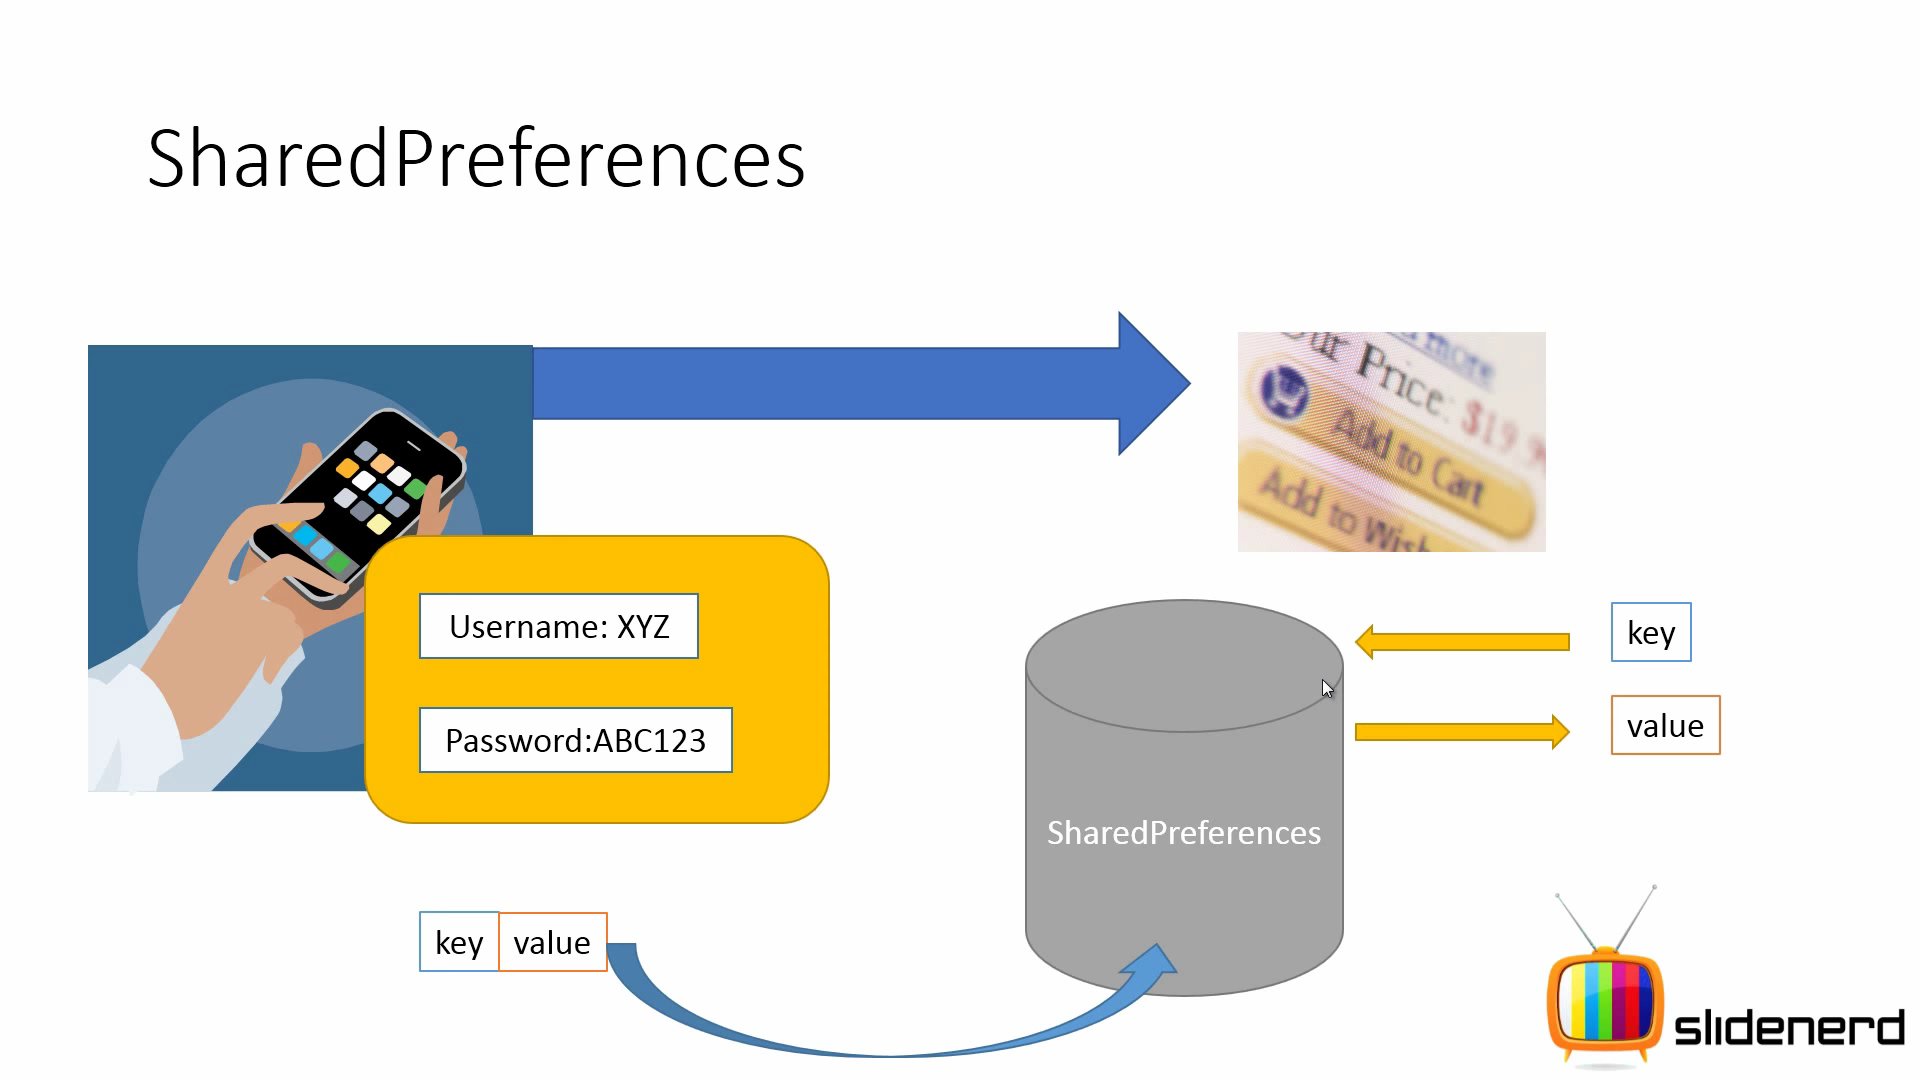 SharedPreferences
Our Price: $19.9
Add to Cart
Add to Wish
Username: XYZ
Password:ABC123
key
value
SharedPreferences
key value
slidenerd